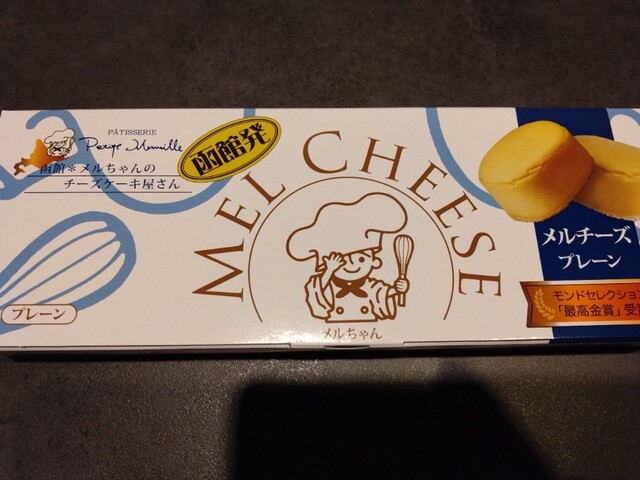 PÂTISSERIE
函館＊メルちゃんの
チーズケーキ屋さん
函館発
MEL CHEESE
メルちゃん
プレーン
メルチーズ
プレーン
モンドセレクション
「最高金賞」受